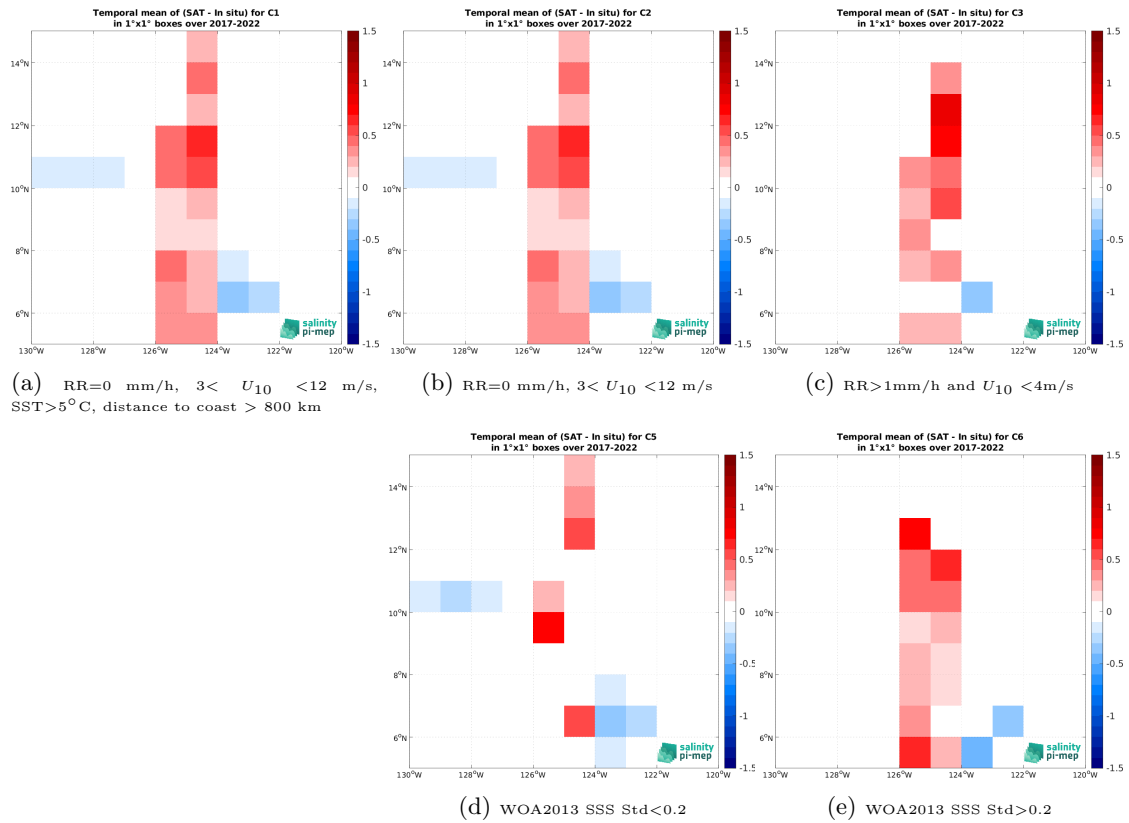 Temporal mean of (SAT - In situ) for C1
in 1°x1° boxes over 2017-2022
14°N
12°N
10°N
8°N
6°N
130°W 128°W 126°W 124°W 122°W 120°W
1.5
1
0.5
0
-0.5
-1
-1.5
salinity
pi-mep
(a) RR=0 mm/h, 3< U10 <12 m/s,
SST>5°C, distance to coast > 800 km
Temporal mean of (SAT - In situ) for C2
in 1°x1° boxes over 2017-2022
14°N
12°N
10°N
8°N
6°N
130°W 128°W 126°W 124°W 122°W 120°W
1.5
1
0.5
0
-0.5
-1
-1.5
salinity
pi-mep
(b) RR=0 mm/h, 3< U10 <12 m/s
Temporal mean of (SAT - In situ) for C3
in 1°x1° boxes over 2017-2022
14°N
12°N
10°N
8°N
6°N
130°W 128°W 126°W 124°W 122°W 120°W
1.5
1
0.5
0
-0.5
-1
-1.5
salinity
pi-mep
(c) RR>1mm/h and U10 <4m/s
Temporal mean of (SAT - In situ) for C5
in 1°x1° boxes over 2017-2022
14°N
12°N
10°N
8°N
6°N
130°W 128°W 126°W 124°W 122°W 120°W
1.5
1
0.5
0
-0.5
-1
-1.5
salinity
pi-mep
(d) WOA2013 SSS Std<0.2
Temporal mean of (SAT - In situ) for C6
in 1°x1° boxes over 2017-2022
14°N
12°N
10°N
8°N
6°N
130°W 128°W 126°W 124°W 122°W 120°W
1.5
1
0.5
0
-0.5
-1
-1.5
salinity
pi-mep
(e) WOA2013 SSS Std>0.2